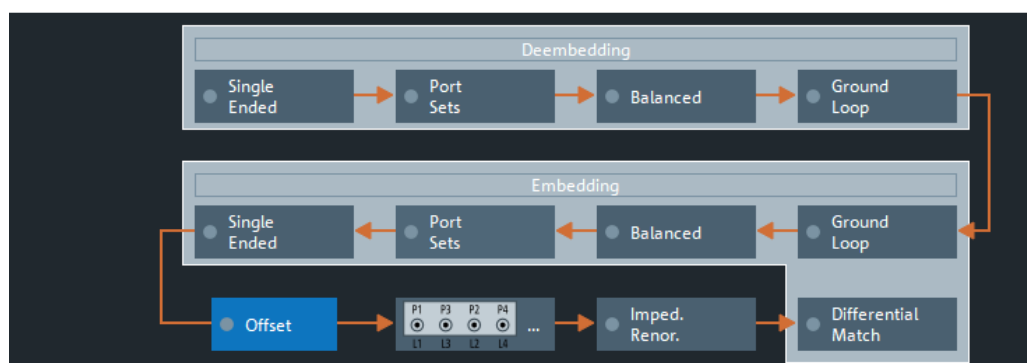 Deembedding
Single
Ended
Port
Sets
Balanced
Ground
Loop
Embedding
Single
Ended
Port
Sets
Balanced
Ground
Loop
Offset
P1 P3 P2 P4
...
L1 L3 L2 L4
Imped.
Renor.
Differential
Match